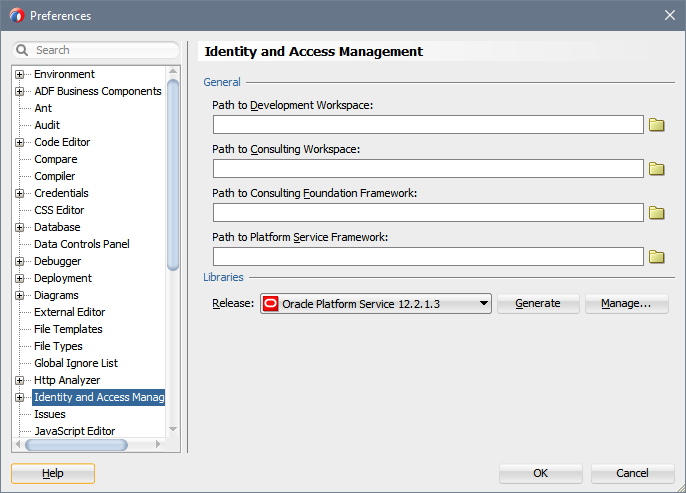 Preferences
Search
Environment
ADF Business Components
Ant
Audit
Code Editor
Compare
Compiler
Credentials
CSS Editor
Database
Data Controls Panel
Debugger
Deployment
Diagrams
External Editor
File Templates
File Types
Global Ignore List
Http Analyzer
Identity and Access Manag
Issues
JavaScript Editor
Identity and Access Management
General
Path to Development Workspace:
Path to Consulting Workspace:
Path to Consulting Foundation Framework:
Path to Platform Service Framework:
Libraries
Release: Oracle Platform Service 12.2.1.3 Generate Manage...
Help OK Cancel